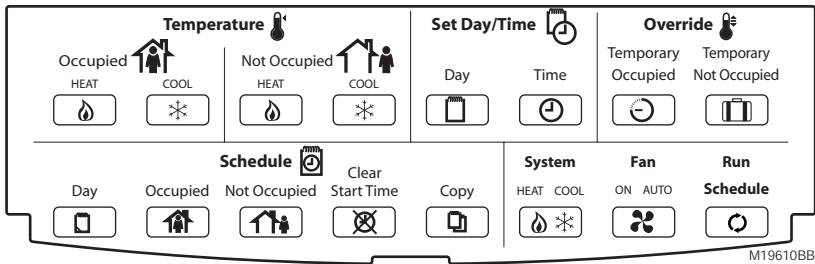 Temperature
Set Day/Time
Override
Occupied
Not Occupied
Day
Time
Temporary Occupied
Temporary Not Occupied
HEAT COOL
HEAT COOL
Schedule
System
Fan
Run Schedule
Day
Occupied
Not Occupied
Clear Start Time
Copy
HEAT COOL
ON AUTO
M19610BB